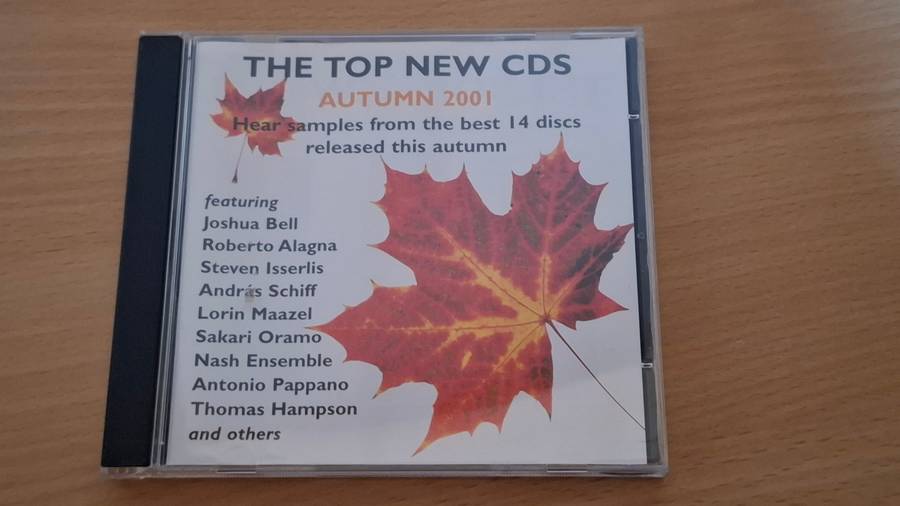 THE TOP NEW CDS
AUTUMN 2001
Hear samples from the best 14 discs
released this autumn
featuring
Joshua Bell
Roberto Alagna
Steven Isserlis
András Schiff
Lorin Maazel
Sakari Oramo
Nash Ensemble
Antonio Pappano
Thomas Hampson
and others